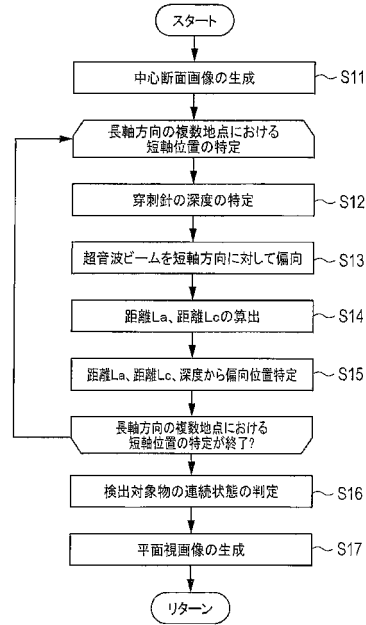 スタート
中心断面画像の生成
S11
長軸方向の複数地点における
短軸位置の特定
穿刺針の深度の特定
S12
超音波ビームを短軸方向に対して偏向
S13
距離La、距離Lcの算出
S14
距離La、距離Lc、深度から偏向位置特定
S15
長軸方向の複数地点における
短軸位置の特定が終了?
検出対象物の連続状態の判定
S16
平面視画像の生成
S17
リターン